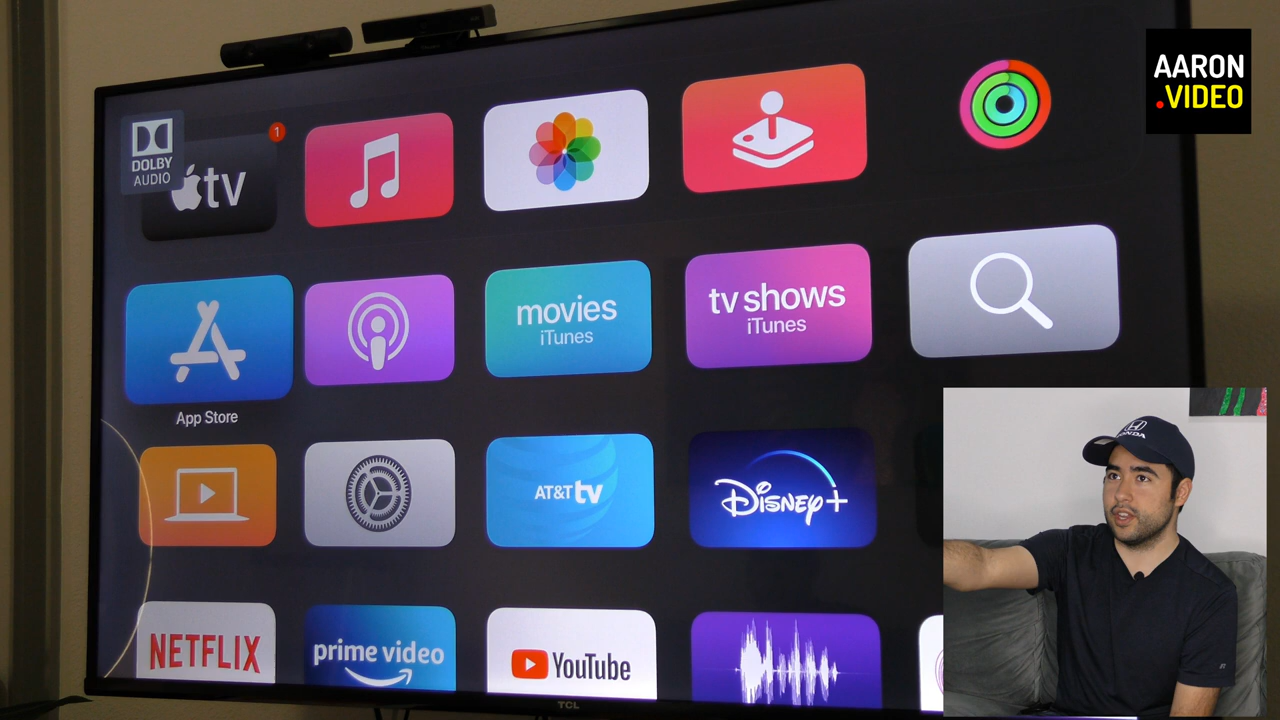 AARON
.VIDEO
DOLBY
AUDIO
tv
1
movies
iTunes
tv shows
iTunes
App Store
AT&T tv
Disney+
HONDA
NETFLIX
prime video
YouTube
TCL